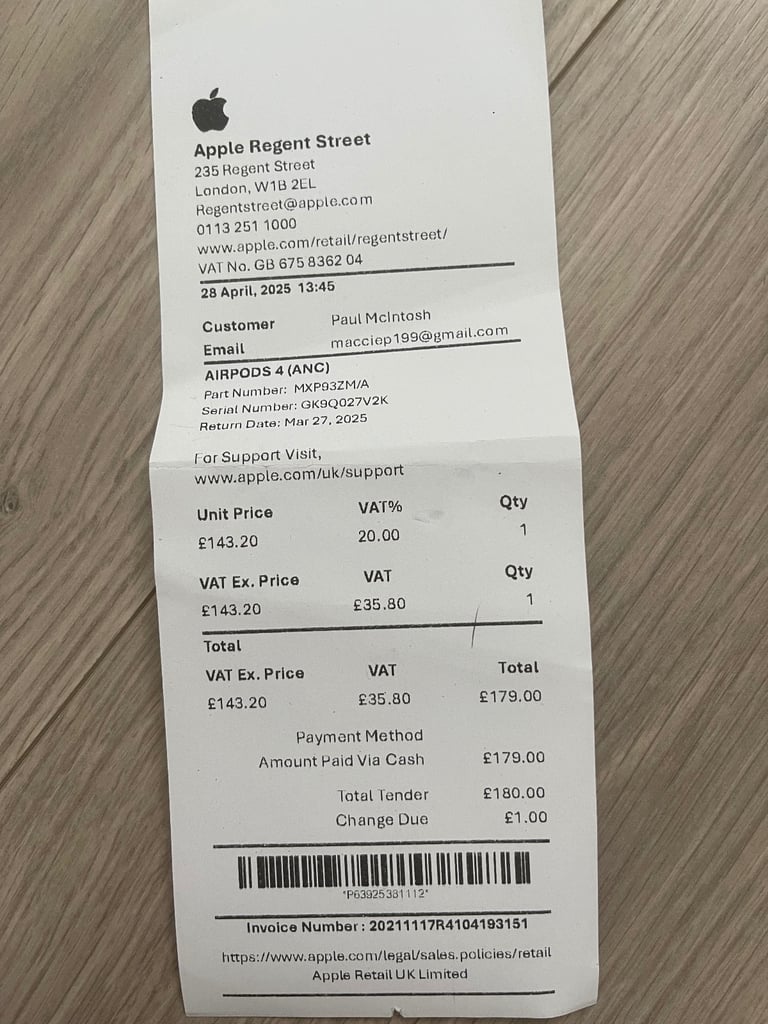 Apple Regent Street
235 Regent Street
London, W1B 2EL
Regentstreet@apple.com
0113 251 1000
www.apple.com/retail/regentstreet/
VAT No. GB 675 8362 04
28 April, 2025 13:45
Customer Paul McIntosh
Email macciep199@gmail.com
AIRPODS 4 (ANC)
Part Number: MXP93ZM/A
Serial Number: GK9Q027V2K
Return Date: Mar 27, 2025
For Support Visit,
www.apple.com/uk/support
Unit Price VAT% Qty
£143.20 20.00 1
VAT Ex. Price VAT Qty
£143.20 £35.80 1
Total
VAT Ex. Price VAT Total
£143.20 £35.80 £179.00
Payment Method
Amount Paid Via Cash £179.00
Total Tender £180.00
Change Due £1.00
*P63925381112*
Invoice Number : 20211117R4104193151
https://www.apple.com/legal/sales.policies/retail
Apple Retail UK Limited